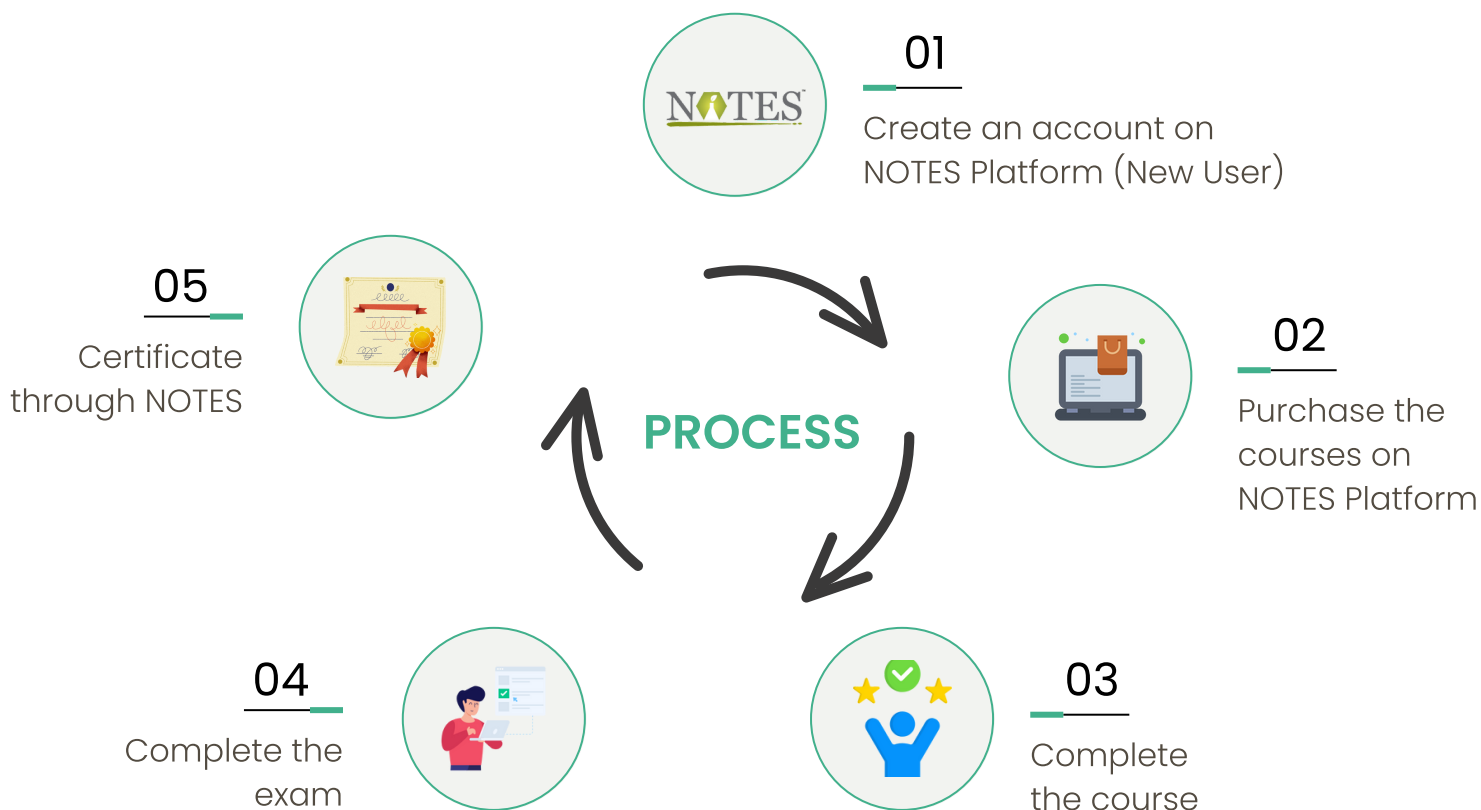 NOTES
01
Create an account on
NOTES Platform (New User)
02
Purchase the
courses on
NOTES Platform
03
Complete
the course
04
Complete the
exam
05
Certificate
through NOTES
PROCESS